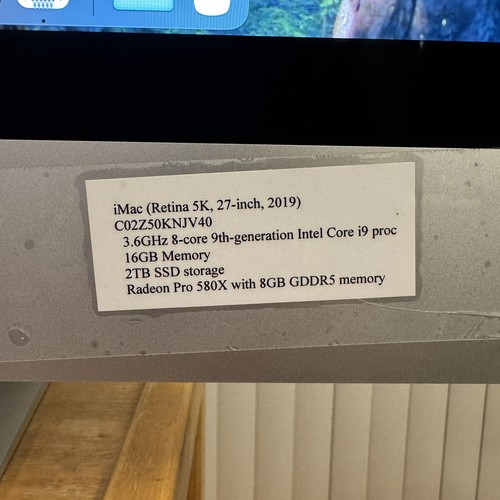 iMac (Retina 5K, 27-inch, 2019)
C02Z50KNJV40
3.6GHz 8-core 9th-generation Intel Core i9 proc
16GB Memory
2TB SSD storage
Radeon Pro 580X with 8GB GDDR5 memory